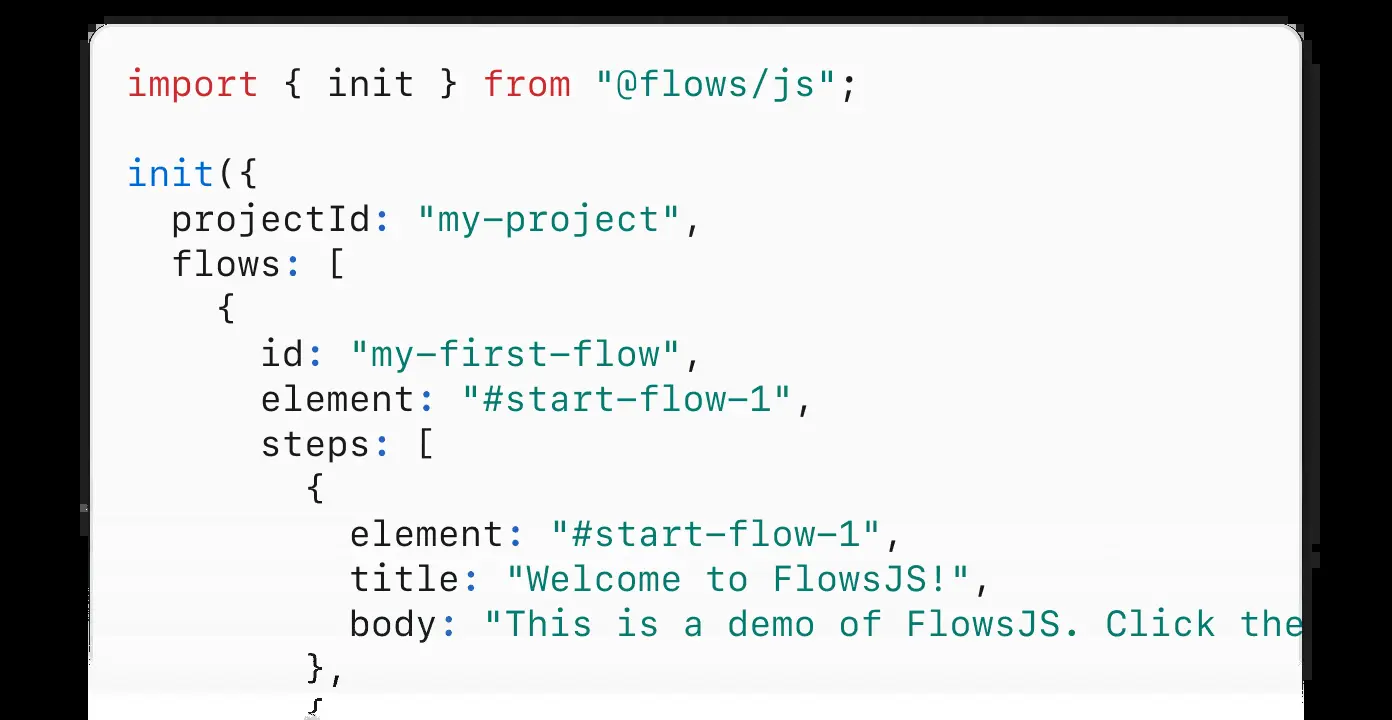 import { init } from "@flows/js";

init({
  projectId: "my-project",
  flows: [
    {
      id: "my-first-flow",
      element: "#start-flow-1",
      steps: [
        {
          element: "#start-flow-1",
          title: "Welcome to FlowsJS!",
          body: "This is a demo of FlowsJS. Click the
        },
        {